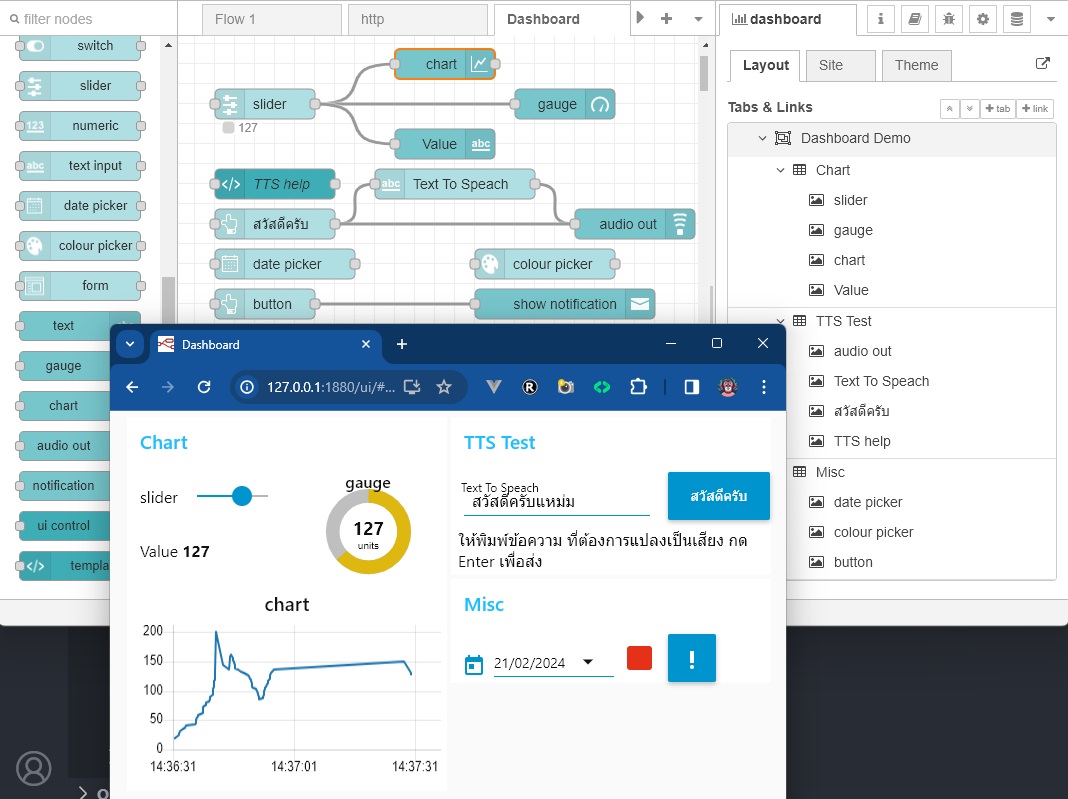 filter nodes
Flow 1
http
Dashboard
dashboard
switch
slider
numeric
text input
date picker
colour picker
form
text
gauge
chart
audio out
notification
ui control
123
abc
chart
slider
gauge
127
Value
abc
TTS help
abc
Text To Speach
สวัสดีครับ
audio out
date picker
colour picker
button
show notification
Layout
Site
Theme
Tabs & Links
tab
link
Dashboard Demo
Chart
slider
gauge
chart
Value
TTS Test
audio out
Text To Speach
สวัสดีครับ
TTS help
Misc
date picker
colour picker
button
Dashboard
127.0.0.1:1880/ui/#...
Chart
slider
gauge
127
units
Value 127
chart
200
150
100
50
0
14:36:31
14:37:01
14:37:31
TTS Test
Text To Speach
สวัสดีครับแหม่ม
สวัสดีครับ
ให้พิมพ์ข้อความ ที่ต้องการแปลงเป็นเสียง กด
Enter เพื่อส่ง
Misc
21/02/2024
!